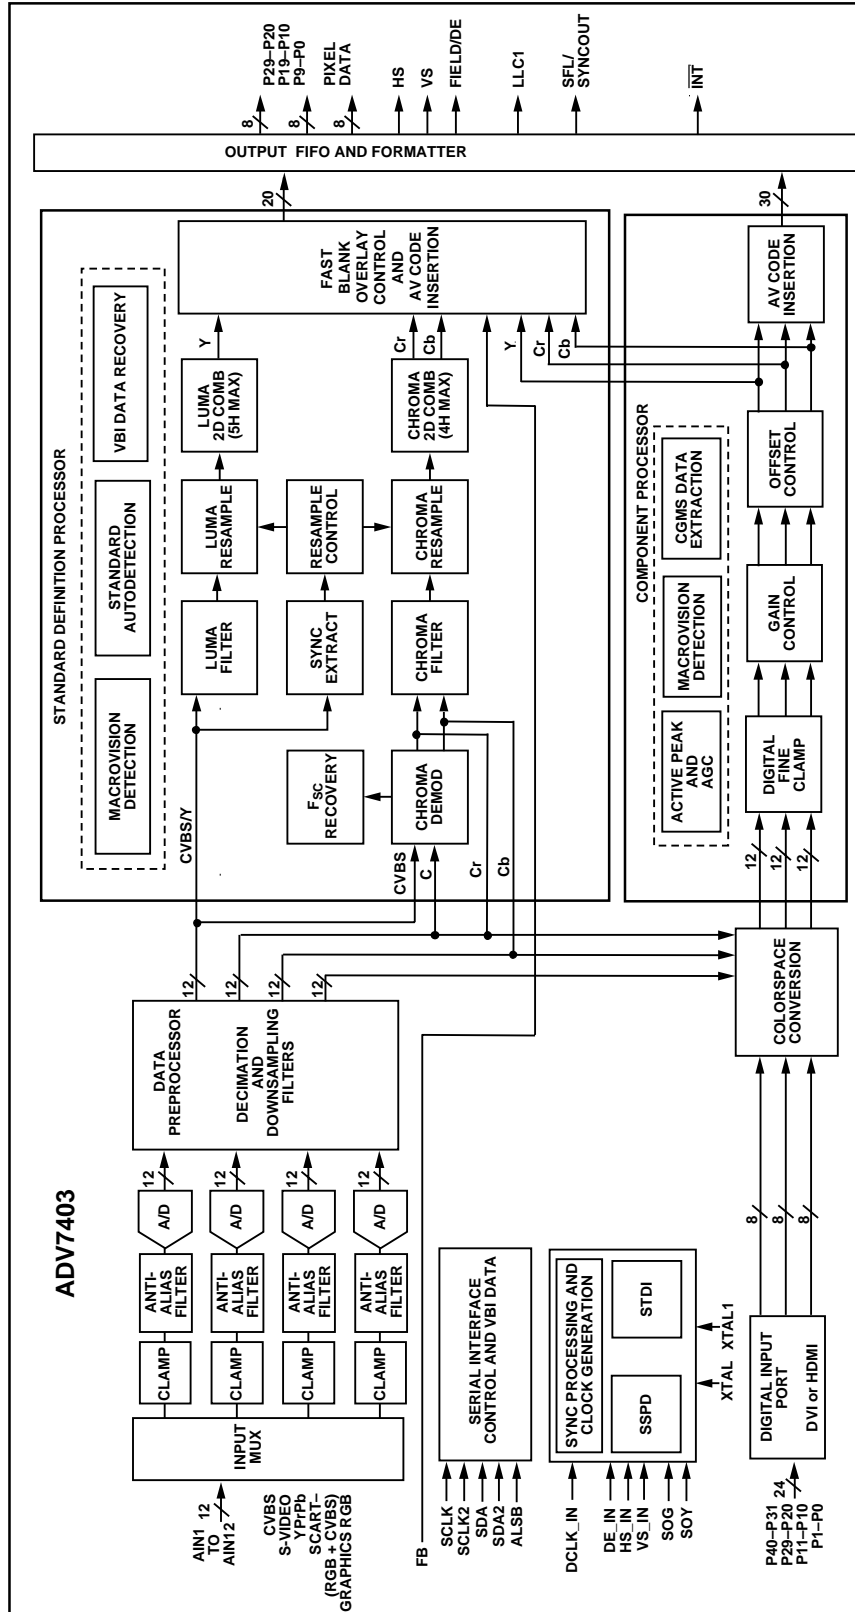 ADV7403
AIN1
TO
AIN12
12
CVBS
S-VIDEO
YPrPb
SCART–
(RGB + CVBS)
GRAPHICS RGB
INPUT
MUX
CLAMP
CLAMP
CLAMP
CLAMP
ANTI-
ALIAS
FILTER
ANTI-
ALIAS
FILTER
ANTI-
ALIAS
FILTER
ANTI-
ALIAS
FILTER
A/D
A/D
A/D
A/D
12
12
12
12
DATA
PREPROCESSOR
DECIMATION
AND
DOWNSAMPLING
FILTERS
12
12
12
12
FB
SCLK
SCLK2
SDA
SDA2
ALSB
SERIAL INTERFACE
CONTROL AND VBI DATA
DCLK_IN
DE_IN
HS_IN
VS_IN
SOG
SOY
SYNC PROCESSING AND
CLOCK GENERATION
SSPD
STDI
XTAL
XTAL1
P40–P31
P29–P20
P11–P10
P1–P0
24
DIGITAL INPUT
PORT
DVI or HDMI
8
8
8
COLORSPACE
CONVERSION
STANDARD DEFINITION PROCESSOR
MACROVISION
DETECTION
STANDARD
AUTODETECTION
VBI DATA RECOVERY
CVBS/Y
LUMA
FILTER
LUMA
RESAMPLE
LUMA
2D COMB
(5H MAX)
Y
SYNC
EXTRACT
RESAMPLE
CONTROL
FSC
RECOVERY
CVBS
C
CHROMA
DEMOD
CHROMA
FILTER
CHROMA
RESAMPLE
CHROMA
2D COMB
(4H MAX)
Cr
Cb
Cr
Cb
Y
Cr
Cb
FAST
BLANK
OVERLAY
CONTROL
AND
AV CODE
INSERTION
20
COMPONENT PROCESSOR
ACTIVE PEAK
AND
AGC
MACROVISION
DETECTION
CGMS DATA
EXTRACTION
12
12
12
DIGITAL
FINE
CLAMP
GAIN
CONTROL
OFFSET
CONTROL
AV CODE
INSERTION
30
OUTPUT FIFO AND FORMATTER
8
8
8
P29–P20
P19–P10
P9–P0
PIXEL
DATA
HS
VS
FIELD/DE
LLC1
SFL/
SYNCOUT
INT